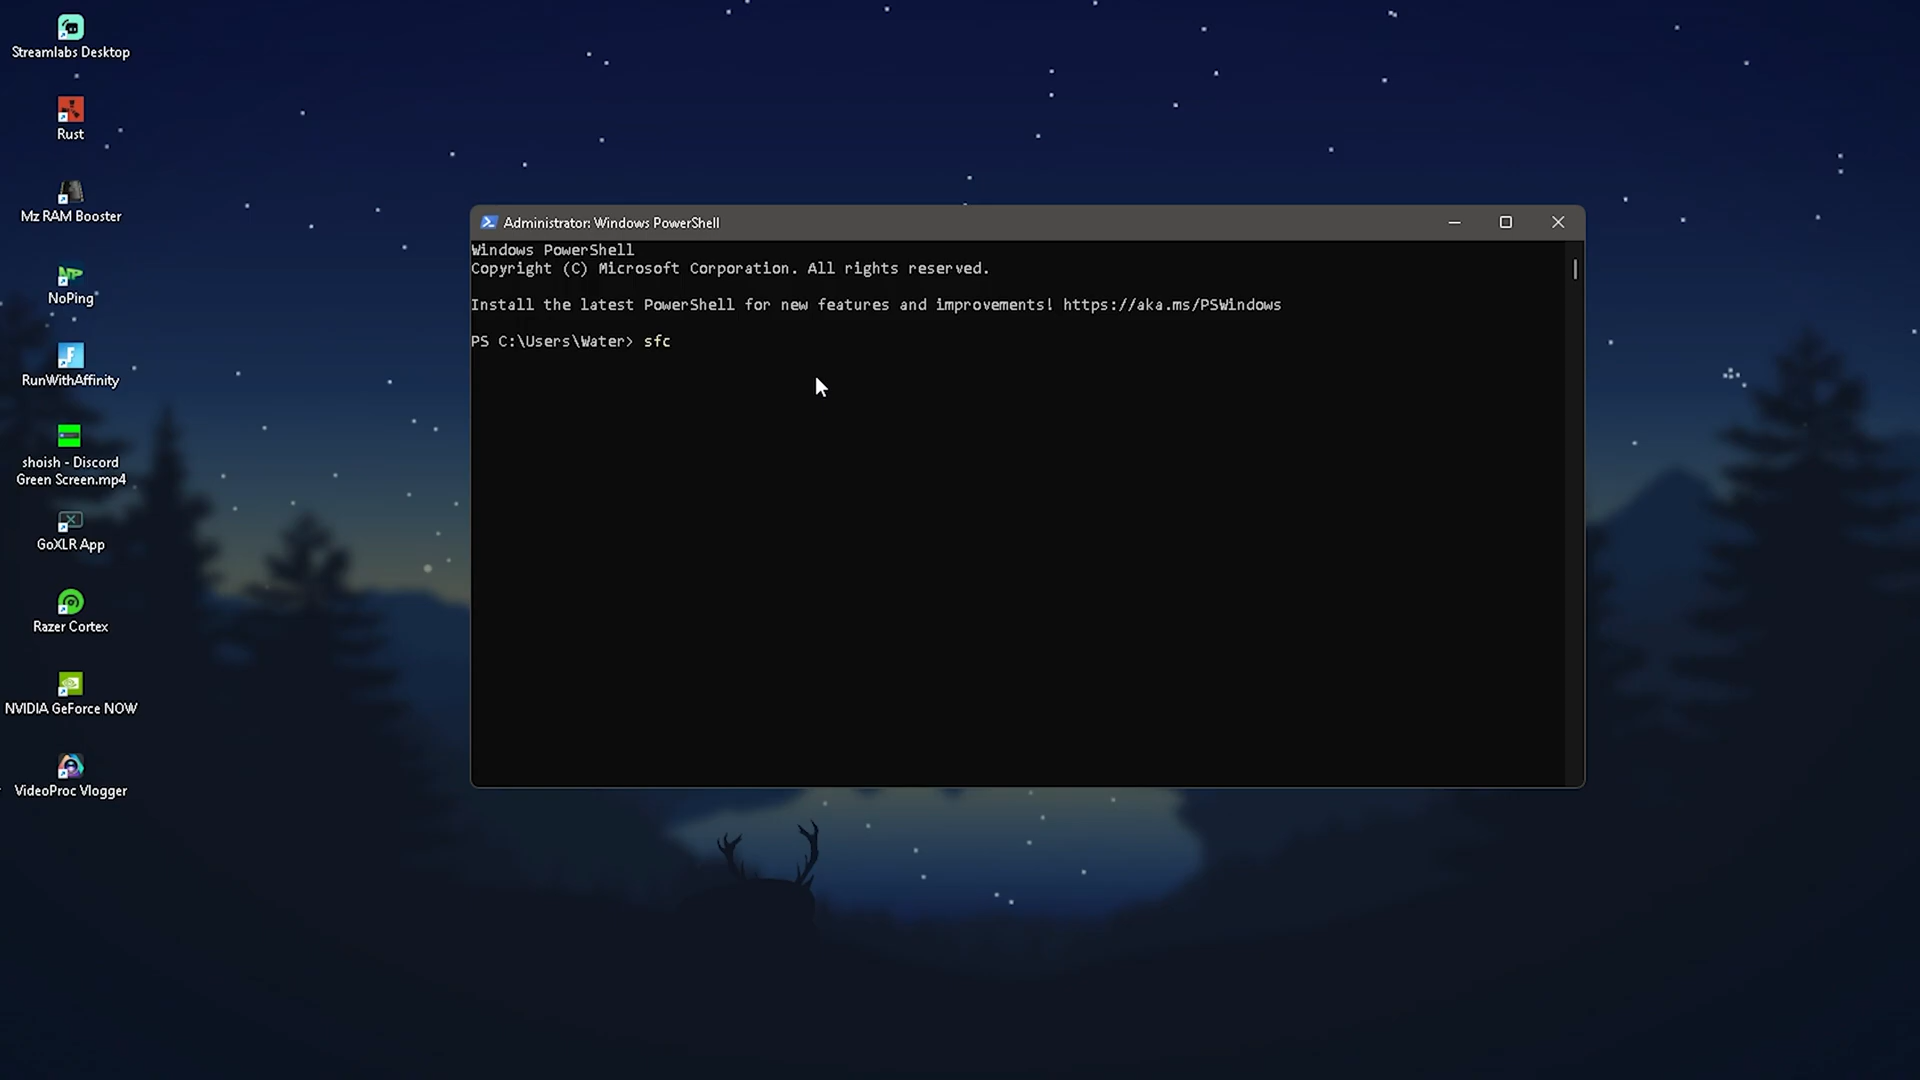 Streamlabs Desktop
Rust
Mz RAM Booster
NoPing
RunWithAffinity
shoish - Discord
Green Screen.mp4
GoXLR App
Razer Cortex
NVIDIA GeForce NOW
VideoProc Vlogger
Administrator: Windows PowerShell
Windows PowerShell
Copyright (C) Microsoft Corporation. All rights reserved.
Install the latest PowerShell for new features and improvements! https://aka.ms/PSWindows
PS C:\Users\Water> sfc